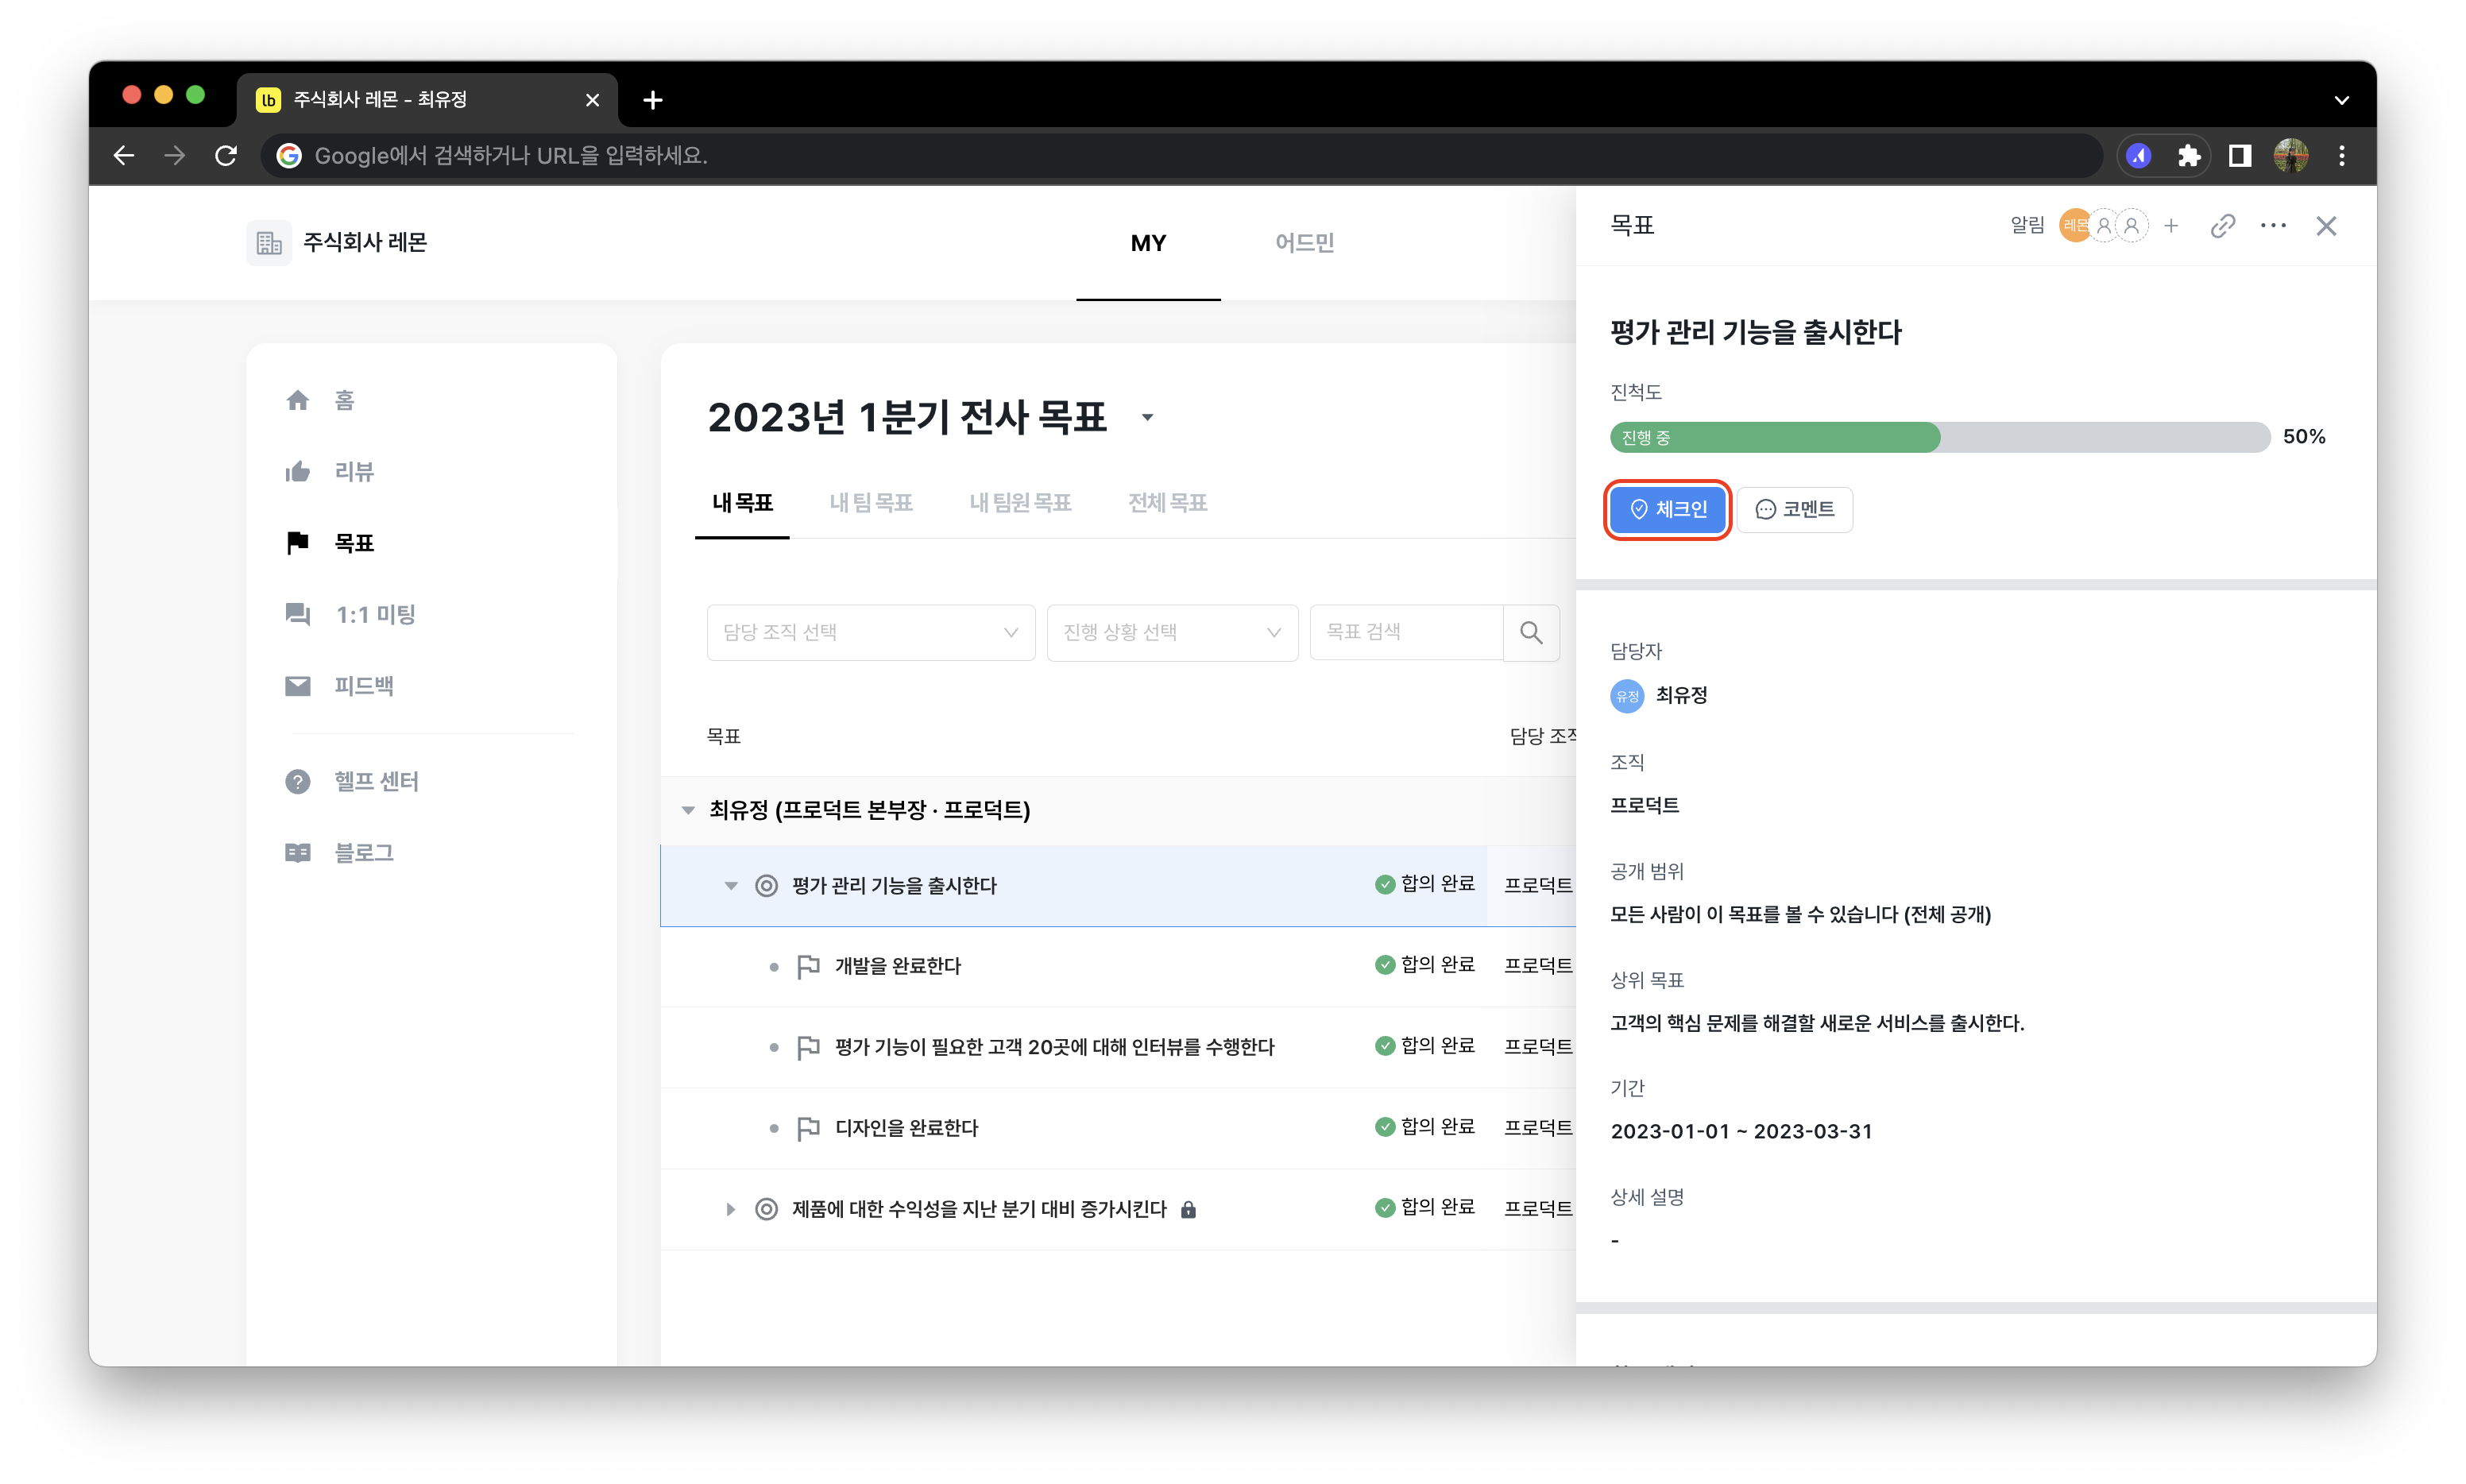 lb 주식회사 레몬 - 최유정
Google에서 검색하거나 URL을 입력하세요.
주식회사 레몬
MY
어드민
홈
리뷰
목표
1:1 미팅
피드백
헬프 센터
블로그
2023년 1분기 전사 목표
내 목표
내 팀 목표
내 팀원 목표
전체 목표
담당 조직 선택
진행 상황 선택
목표 검색
목표
담당 조직
최유정 (프로덕트 본부장 · 프로덕트)
평가 관리 기능을 출시한다 합의 완료 프로덕트
개발을 완료한다 합의 완료 프로덕트
평가 기능이 필요한 고객 20곳에 대해 인터뷰를 수행한다 합의 완료 프로덕트
디자인을 완료한다 합의 완료 프로덕트
제품에 대한 수익성을 지난 분기 대비 증가시킨다 합의 완료 프로덕트
목표
알림 레몬
평가 관리 기능을 출시한다
진척도
진행 중 50%
체크인 코멘트
담당자
유정 최유정
조직
프로덕트
공개 범위
모든 사람이 이 목표를 볼 수 있습니다 (전체 공개)
상위 목표
고객의 핵심 문제를 해결할 새로운 서비스를 출시한다.
기간
2023-01-01 ~ 2023-03-31
상세 설명
-